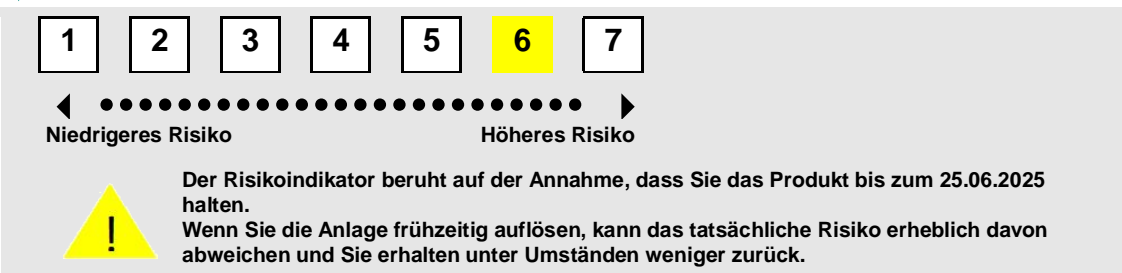 1 2 3 4 5 6 7
Niedrigeres Risiko Höheres Risiko
Der Risikoindikator beruht auf der Annahme, dass Sie das Produkt bis zum 25.06.2025
halten.
Wenn Sie die Anlage frühzeitig auflösen, kann das tatsächliche Risiko erheblich davon
abweichen und Sie erhalten unter Umständen weniger zurück.
!